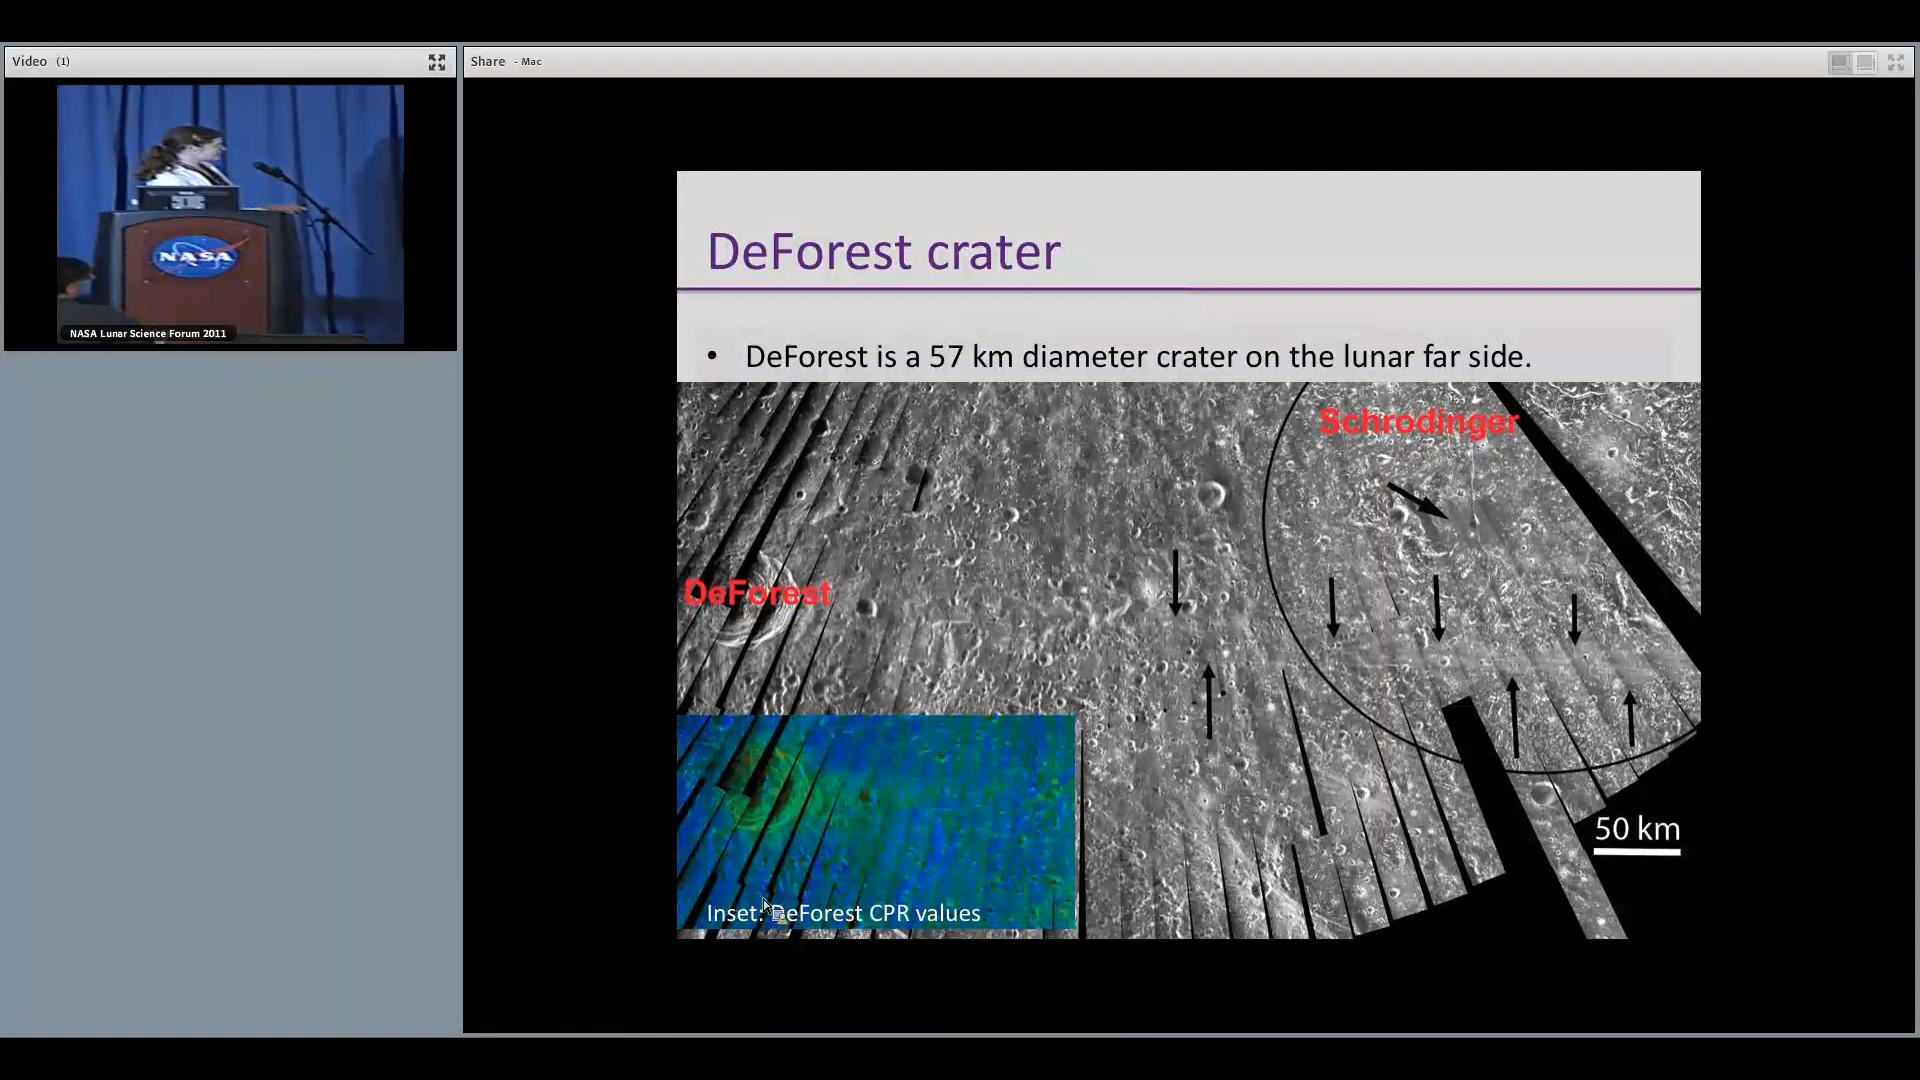 Video (1)
Share - Mac
NASA
NASA Lunar Science Forum 2011
DeForest crater
• DeForest is a 57 km diameter crater on the lunar far side.
Schrodinger
DeForest
50 km
Inset: DeForest CPR values